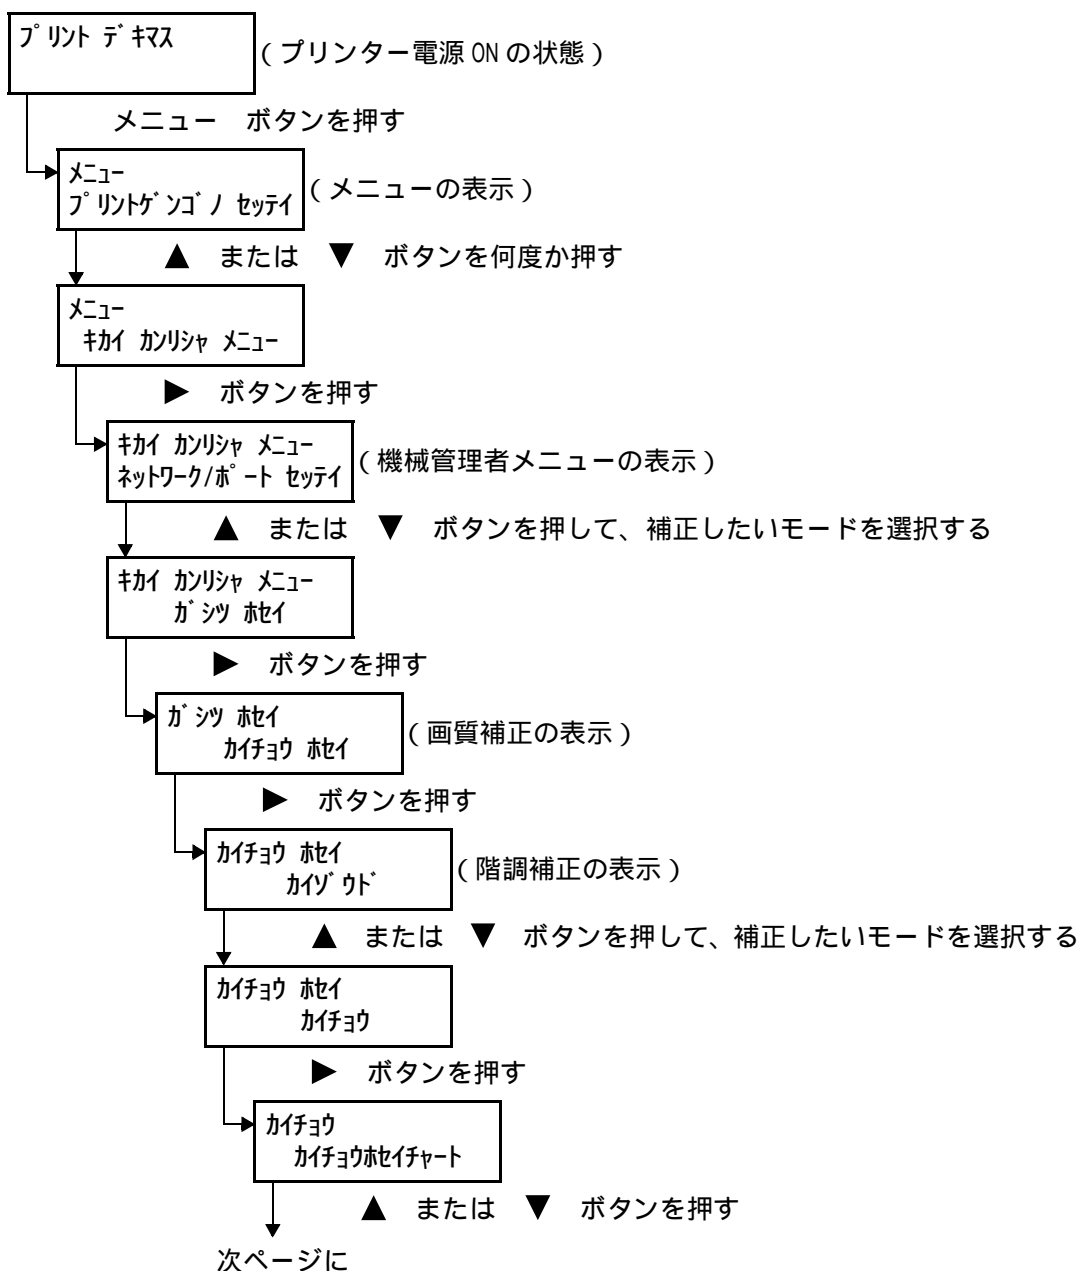 ﾌﾟﾘﾝﾄ ﾃﾞｷﾏｽ
(プリンター電源 ON の状態)
メニュー ボタンを押す
ﾒﾆｭｰ
ﾌﾟﾘﾝﾄｹﾞﾝｺﾞﾉ ｾｯﾃｲ
(メニューの表示)
▲ または ▼ ボタンを何度か押す
ﾒﾆｭｰ
ｷｶｲ ｶﾝﾘｼｬ ﾒﾆｭｰ
▶ ボタンを押す
ｷｶｲ ｶﾝﾘｼｬ ﾒﾆｭｰ
ﾈｯﾄﾜｰｸ/ﾎﾟｰﾄ ｾｯﾃｲ
(機械管理者メニューの表示)
▲ または ▼ ボタンを押して、補正したいモードを選択する
ｷｶｲ ｶﾝﾘｼｬ ﾒﾆｭｰ
ｶﾞｼﾂ ﾎｾｲ
▶ ボタンを押す
ｶﾞｼﾂ ﾎｾｲ
ｶｲﾁｮｳ ﾎｾｲ
(画質補正の表示)
▶ ボタンを押す
ｶｲﾁｮｳ ﾎｾｲ
ｶｲｿﾞｳﾄﾞ
(階調補正の表示)
▲ または ▼ ボタンを押して、補正したいモードを選択する
ｶｲﾁｮｳ ﾎｾｲ
ｶｲﾁｮｳ
▶ ボタンを押す
ｶｲﾁｮｳ
ｶｲﾁｮｳﾎｾｲﾁｬｰﾄ
▲ または ▼ ボタンを押す
次ページに